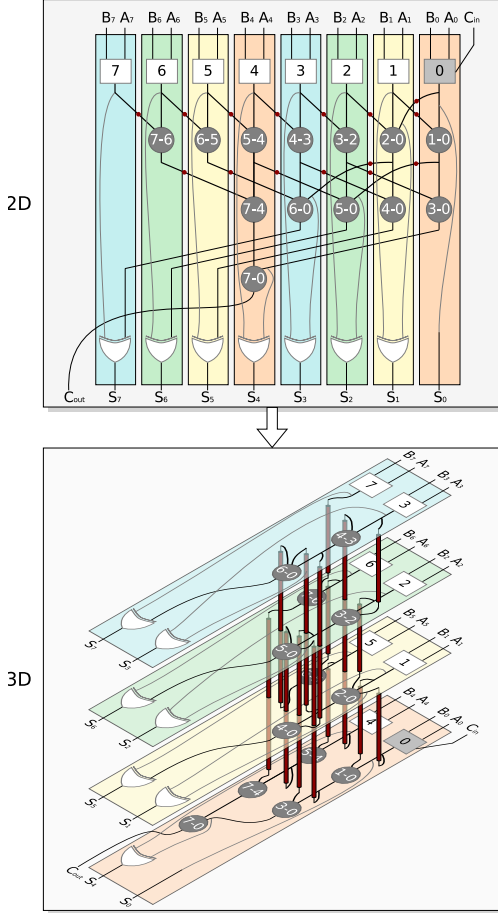 B7 A7 B6 A6 B5 A5 B4 A4 B3 A3 B2 A2 B1 A1 B0 A0 Cin
7 6 5 4 3 2 1 0
7-6 6-5 5-4 4-3 3-2 2-0 1-0
2D
7-4 6-0 5-0 4-0 3-0
7-0
Cout S7 S6 S5 S4 S3 S2 S1 S0
B7 A7
B3 A3
7
3
4-3
B6 A6
6
B2 A2
6-0
2
3-2
S7
S3
B5 A5
5
B1 A1
5-0
1
3D
2-0
S6
S2
B4 A4
4
B0 A0 Cin
4-0
0
1-0
S5
S1
7-4
3-0
7-0
Cout S4
S0